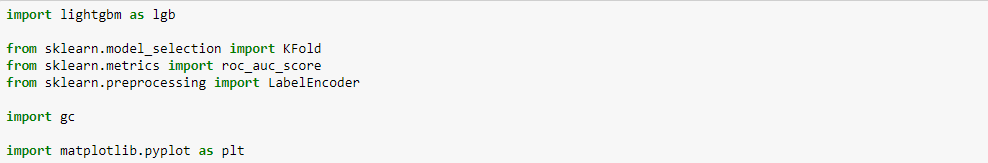 import lightgbm as lgb
from sklearn.model_selection import KFold
from sklearn.metrics import roc_auc_score
from sklearn.preprocessing import LabelEncoder
import gc
import matplotlib.pyplot as plt